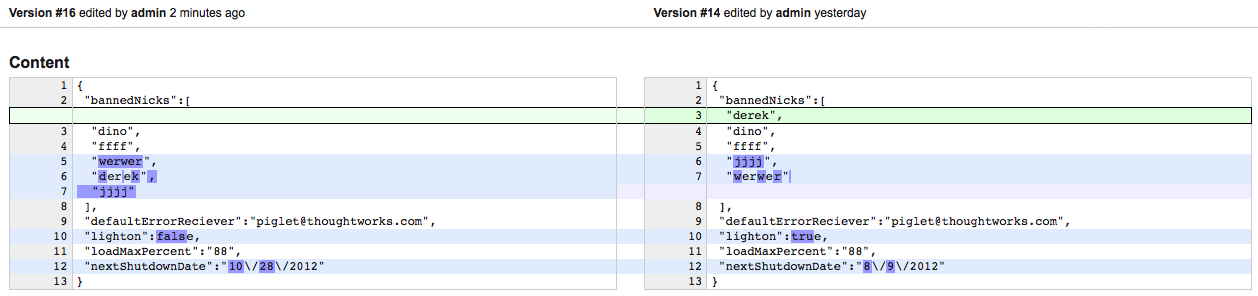 Version #16 edited by admin 2 minutes ago
Version #14 edited by admin yesterday
Content
1 {
2 "bannedNicks":[
3 "dino",
4 "ffff",
5 "werwer",
6 "derek",
7 "jjjj"
8 ],
9 "defaultErrorReciever":"piglet@thoughtworks.com",
10 "lighton":false,
11 "loadMaxPercent":"88",
12 "nextShutdownDate":"10\/28\/2012"
13 }
1 {
2 "bannedNicks":[
3 "derek",
4 "dino",
5 "ffff",
6 "jjjj",
7 "werwer"
8 ],
9 "defaultErrorReciever":"piglet@thoughtworks.com",
10 "lighton":true,
11 "loadMaxPercent":"88",
12 "nextShutdownDate":"8\/9\/2012"
13 }